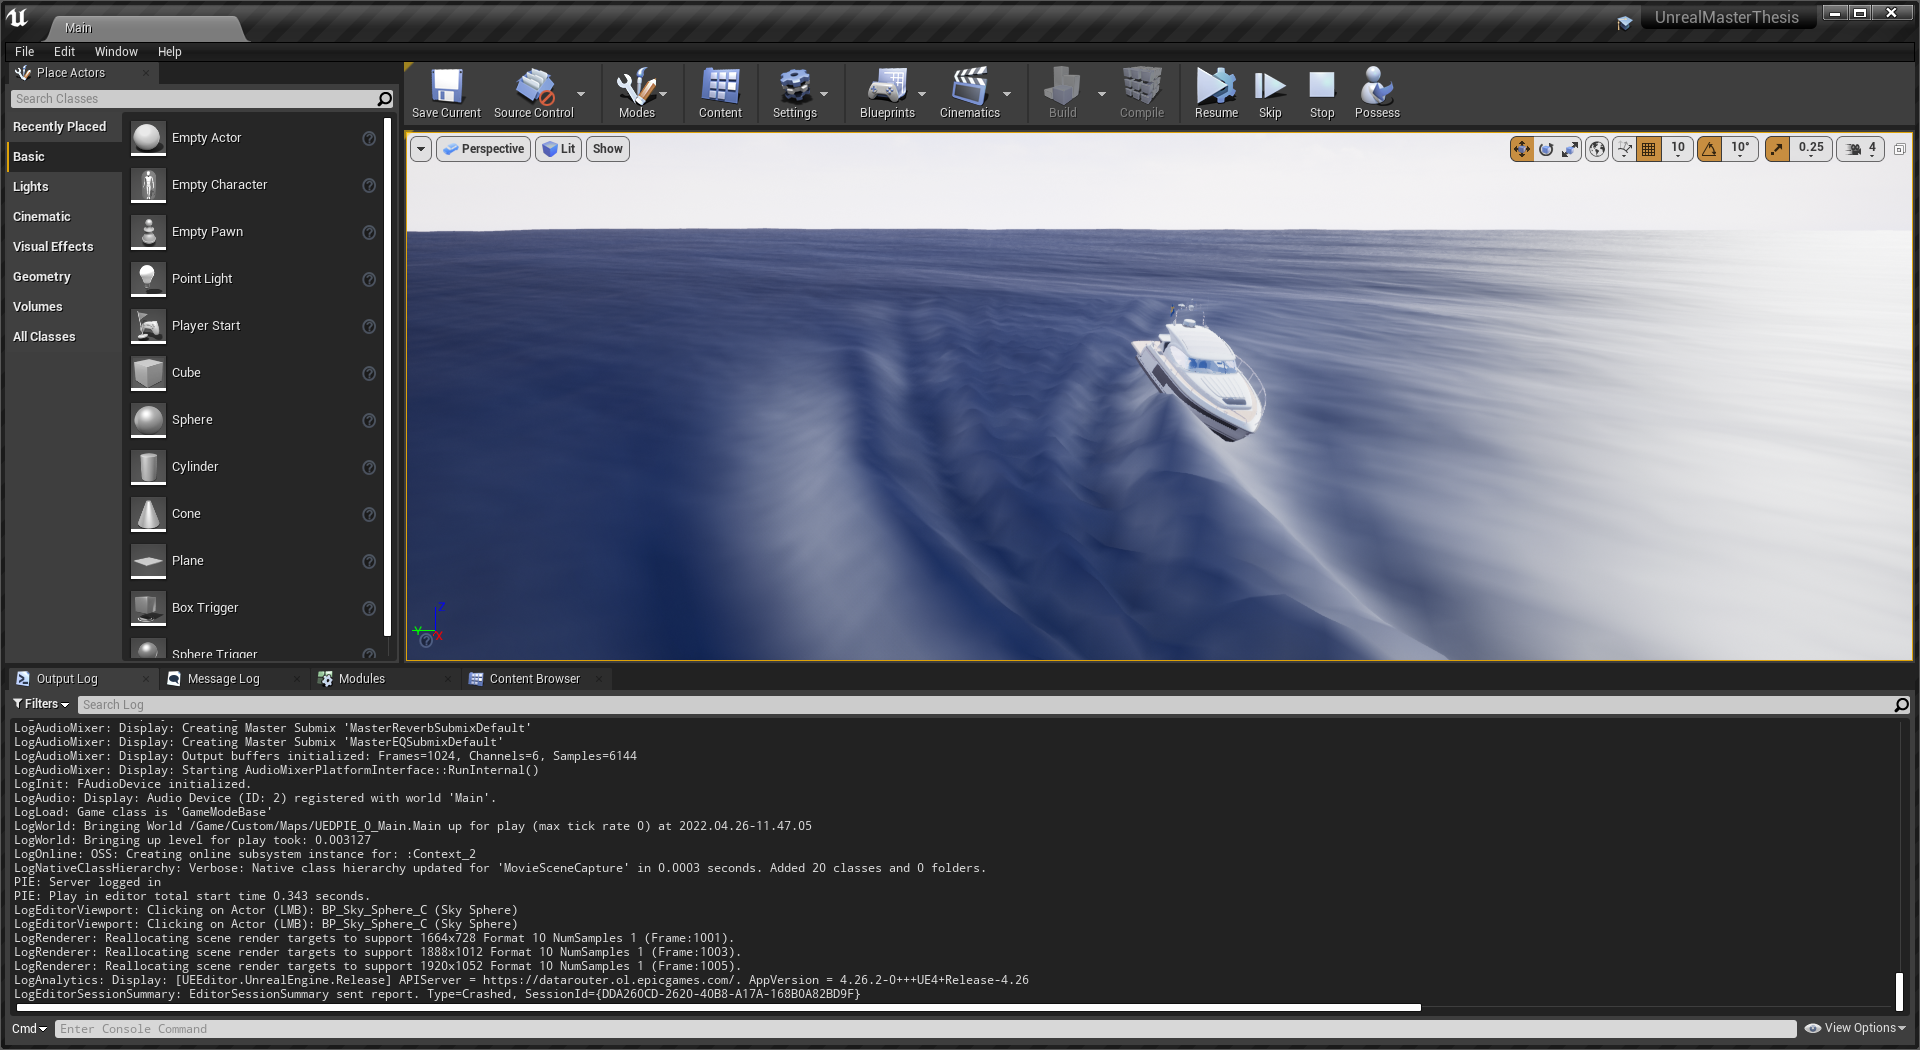 Main
UnrealMasterThesis
File Edit Window Help
Place Actors
Search Classes
Recently Placed
Basic
Lights
Cinematic
Visual Effects
Geometry
Volumes
All Classes
Empty Actor
Empty Character
Empty Pawn
Point Light
Player Start
Cube
Sphere
Cylinder
Cone
Plane
Box Trigger
Sphere Trigger
Save Current Source Control Modes Content Settings Blueprints Cinematics Build Compile Resume Skip Stop Possess
Perspective Lit Show
10 10° 0.25 4
Z
Y X
Output Log Message Log Modules Content Browser
Filters Search Log
LogAudioMixer: Display: Creating Master Submix 'MasterReverbSubmixDefault'
LogAudioMixer: Display: Creating Master Submix 'MasterEQSubmixDefault'
LogAudioMixer: Display: Output buffers initialized: Frames=1024, Channels=6, Samples=6144
LogAudioMixer: Display: Starting AudioMixerPlatformInterface::RunInternal()
LogInit: FAudioDevice initialized.
LogAudio: Display: Audio Device (ID: 2) registered with world 'Main'.
LogLoad: Game class is 'GameModeBase'
LogWorld: Bringing World /Game/Custom/Maps/UEDPIE_0_Main.Main up for play (max tick rate 0) at 2022.04.26-11.47.05
LogWorld: Bringing up level for play took: 0.003127
LogOnline: OSS: Creating online subsystem instance for: :Context_2
LogNativeClassHierarchy: Verbose: Native class hierarchy updated for 'MovieSceneCapture' in 0.0003 seconds. Added 20 classes and 0 folders.
PIE: Server logged in
PIE: Play in editor total start time 0.343 seconds.
LogEditorViewport: Clicking on Actor (LMB): BP_Sky_Sphere_C (Sky Sphere)
LogEditorViewport: Clicking on Actor (LMB): BP_Sky_Sphere_C (Sky Sphere)
LogRenderer: Reallocating scene render targets to support 1664x728 Format 10 NumSamples 1 (Frame:1001).
LogRenderer: Reallocating scene render targets to support 1888x1012 Format 10 NumSamples 1 (Frame:1003).
LogRenderer: Reallocating scene render targets to support 1920x1052 Format 10 NumSamples 1 (Frame:1005).
LogAnalytics: Display: [UEEditor.UnrealEngine.Release] APIServer = https://datarouter.ol.epicgames.com/. AppVersion = 4.26.2-0+++UE4+Release-4.26
LogEditorSessionSummary: EditorSessionSummary sent report. Type=Crashed, SessionId={DDA260CD-2620-40B8-A17A-168B0A82BD9F}
Cmd Enter Console Command View Options